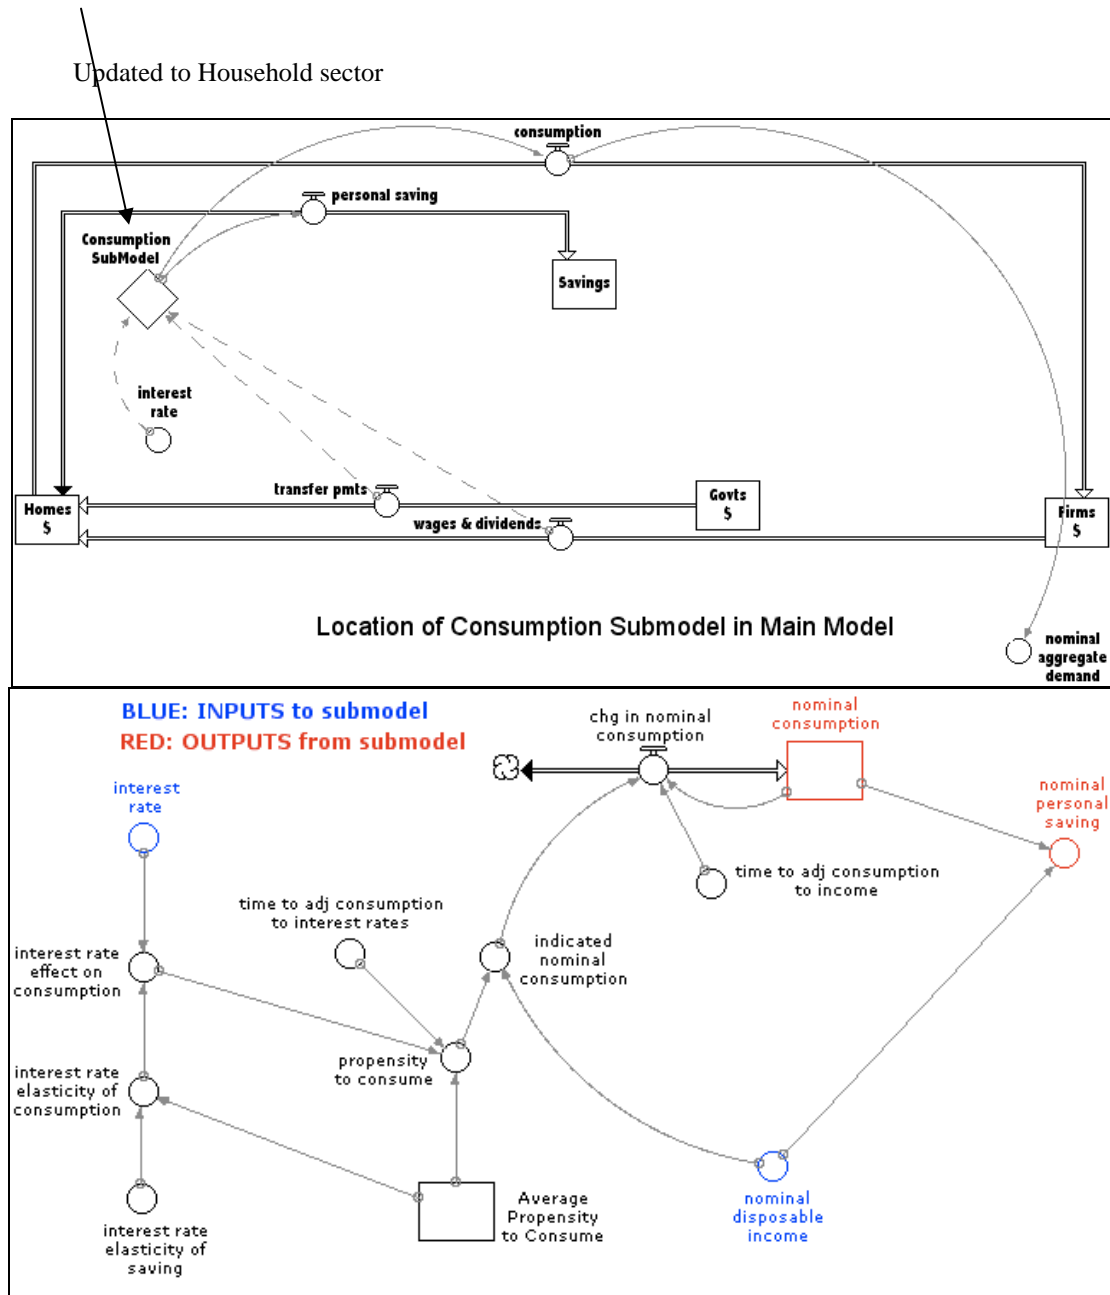 Updated to Household sector
consumption
personal saving
Consumption
SubModel
Savings
interest
rate
transfer pmts
Govts
$
Homes
$
wages & dividends
Firms
$
Location of Consumption Submodel in Main Model
nominal
aggregate
demand
BLUE: INPUTS to submodel
RED: OUTPUTS from submodel
chg in nominal
consumption
nominal
consumption
interest
rate
nominal
personal
saving
time to adj consumption
to income
time to adj consumption
to interest rates
interest rate
effect on
consumption
indicated
nominal
consumption
propensity
to consume
interest rate
elasticity of
consumption
Average
Propensity
to Consume
nominal
disposable
income
interest rate
elasticity of
saving